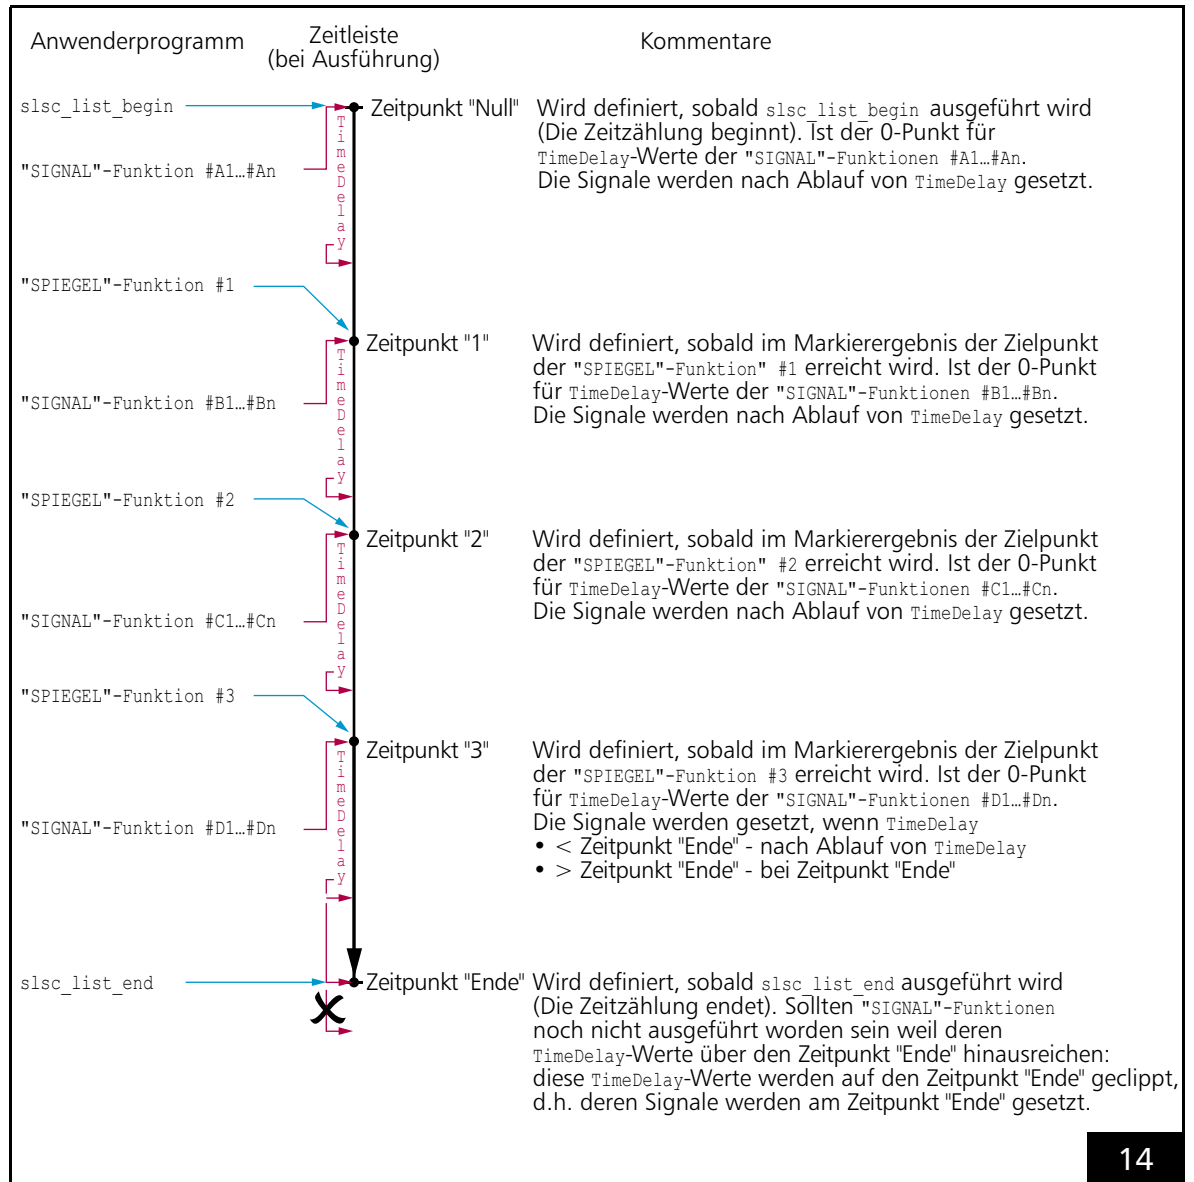 Anwenderprogramm
Zeitleiste
(bei Ausführung)
Kommentare
slsc_list_begin
Zeitpunkt "Null"
Wird definiert, sobald slsc_list_begin ausgeführt wird
(Die Zeitzählung beginnt). Ist der 0-Punkt für
TimeDelay-Werte der "SIGNAL"-Funktionen #A1…#An.
Die Signale werden nach Ablauf von TimeDelay gesetzt.
TimeDelay
"SIGNAL"-Funktion #A1…#An
"SPIEGEL"-Funktion #1
Zeitpunkt "1"
Wird definiert, sobald im Markierergebnis der Zielpunkt
der "SPIEGEL"-Funktion" #1 erreicht wird. Ist der 0-Punkt
für TimeDelay-Werte der "SIGNAL"-Funktionen #B1…#Bn.
Die Signale werden nach Ablauf von TimeDelay gesetzt.
TimeDelay
"SIGNAL"-Funktion #B1…#Bn
"SPIEGEL"-Funktion #2
Zeitpunkt "2"
Wird definiert, sobald im Markierergebnis der Zielpunkt
der "SPIEGEL"-Funktion" #2 erreicht wird. Ist der 0-Punkt
für TimeDelay-Werte der "SIGNAL"-Funktionen #C1…#Cn.
Die Signale werden nach Ablauf von TimeDelay gesetzt.
TimeDelay
"SIGNAL"-Funktion #C1…#Cn
"SPIEGEL"-Funktion #3
Zeitpunkt "3"
Wird definiert, sobald im Markierergebnis der Zielpunkt
der "SPIEGEL"-Funktion #3 erreicht wird. Ist der 0-Punkt
für TimeDelay-Werte der "SIGNAL"-Funktionen #D1…#Dn.
Die Signale werden gesetzt, wenn TimeDelay
• < Zeitpunkt "Ende" - nach Ablauf von TimeDelay
• > Zeitpunkt "Ende" - bei Zeitpunkt "Ende"
TimeDelay
"SIGNAL"-Funktion #D1…#Dn
slsc_list_end
Zeitpunkt "Ende"
Wird definiert, sobald slsc_list_end ausgeführt wird
(Die Zeitzählung endet). Sollten "SIGNAL"-Funktionen
noch nicht ausgeführt worden sein weil deren
TimeDelay-Werte über den Zeitpunkt "Ende" hinausreichen:
diese TimeDelay-Werte werden auf den Zeitpunkt "Ende" geclippt,
d.h. deren Signale werden am Zeitpunkt "Ende" gesetzt.
14